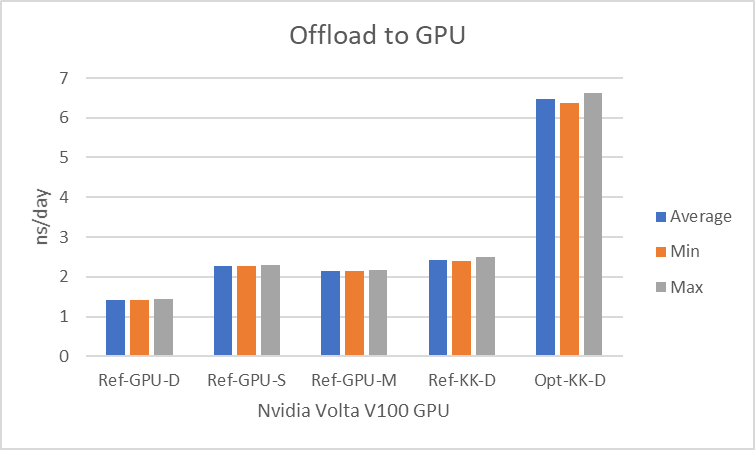 Offload to GPU
7
6
5
4
3
2
1
0
ns/day
Ref-GPU-D Ref-GPU-S Ref-GPU-M Ref-KK-D Opt-KK-D
Nvidia Volta V100 GPU
Average
Min
Max